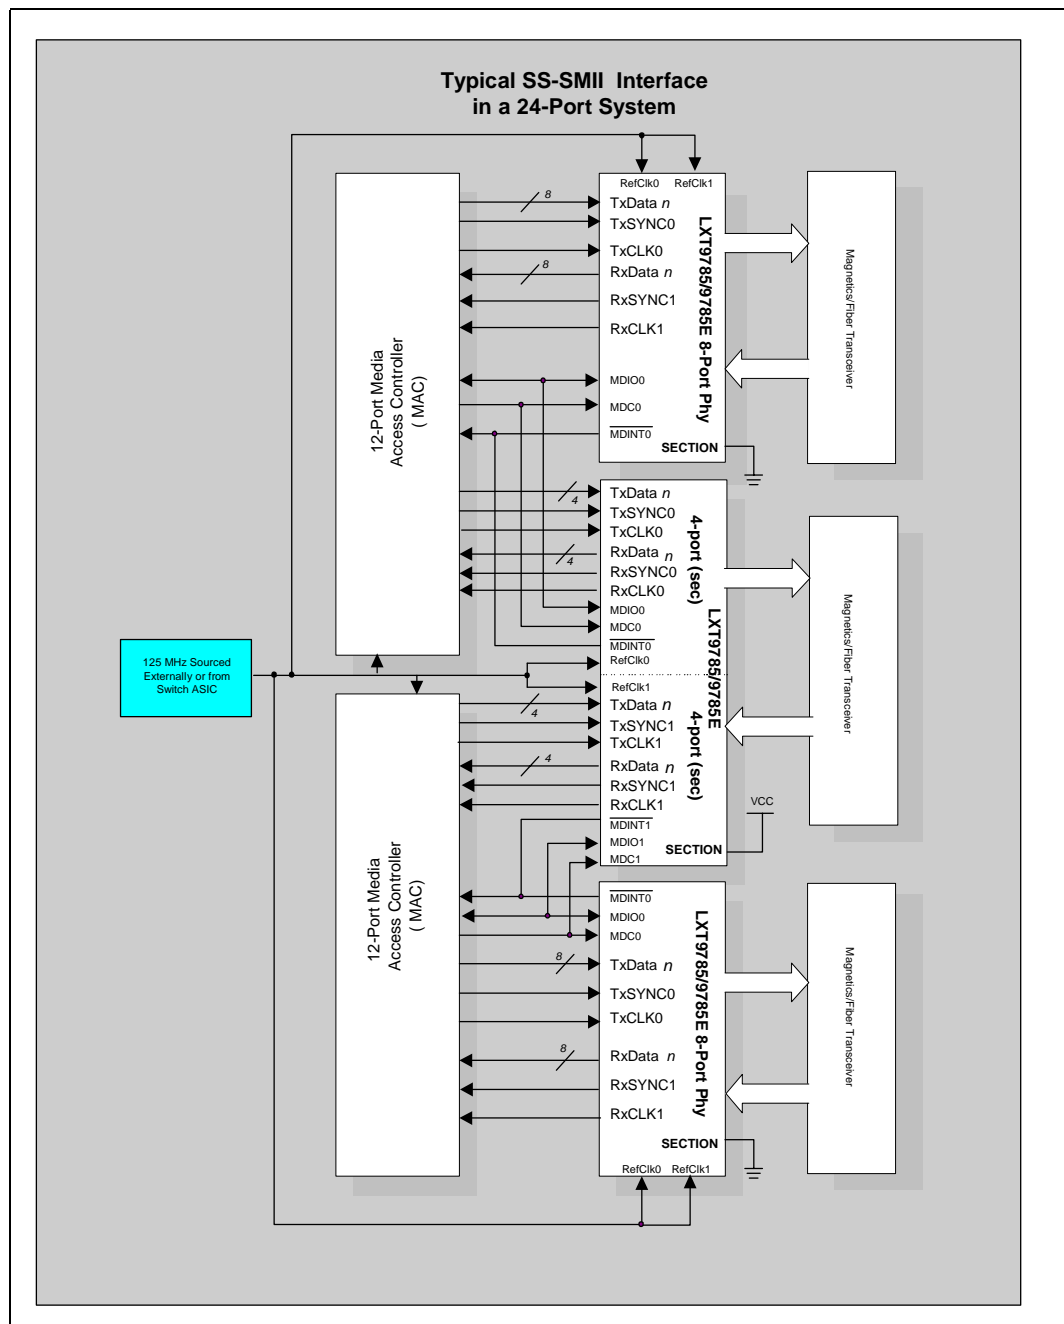 Typical SS-SMII Interface
in a 24-Port System
RefClk0 RefClk1
8
TxData n
TxSYNC0
TxCLK0
8
RxData n
RxSYNC1
RxCLK1
MDIO0
MDC0
MDINT0
SECTION
LXT9785/9785E 8-Port Phy
Magnetics/Fiber Transceiver
12-Port Media
Access Controller
( MAC)
4
TxData n
TxSYNC0
TxCLK0
4
RxData n
RxSYNC0
RxCLK0
MDIO0
MDC0
MDINT0
RefClk0
4-port (sec)
LXT9785/9785E
Magnetics/Fiber Transceiver
125 MHz Sourced
Externally or from
Switch ASIC
RefClk1
4
TxData n
TxSYNC1
TxCLK1
4
RxData n
RxSYNC1
RxCLK1
MDINT1
MDIO1
MDC1
4-port (sec)
SECTION
VCC
12-Port Media
Access Controller
( MAC)
MDINT0
MDIO0
MDC0
8
TxData n
TxSYNC0
TxCLK0
8
RxData n
RxSYNC1
RxCLK1
SECTION
RefClk0 RefClk1
LXT9785/9785E 8-Port Phy
Magnetics/Fiber Transceiver